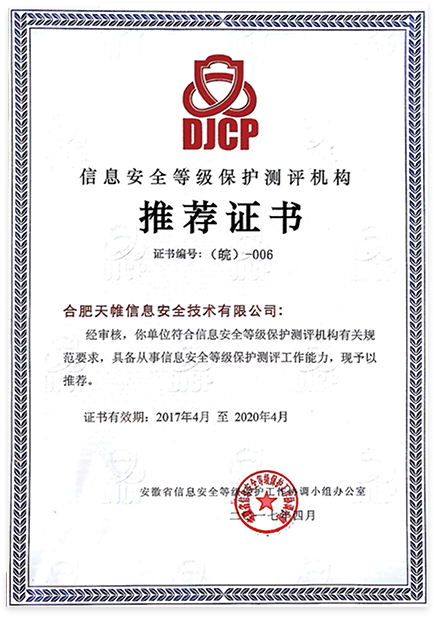 DJCP
信息安全等级保护测评机构
推荐证书
证书编号：（皖）-006
合肥天帷信息安全技术有限公司：
经审核，你单位符合信息安全等级保护测评机构有关规
范要求，具备从事信息安全等级保护测评工作能力，现予以
推荐。
证书有效期：2017年4月 至 2020年4月
安徽省信息安全等级保护工作协调小组办公室
二〇一七年四月